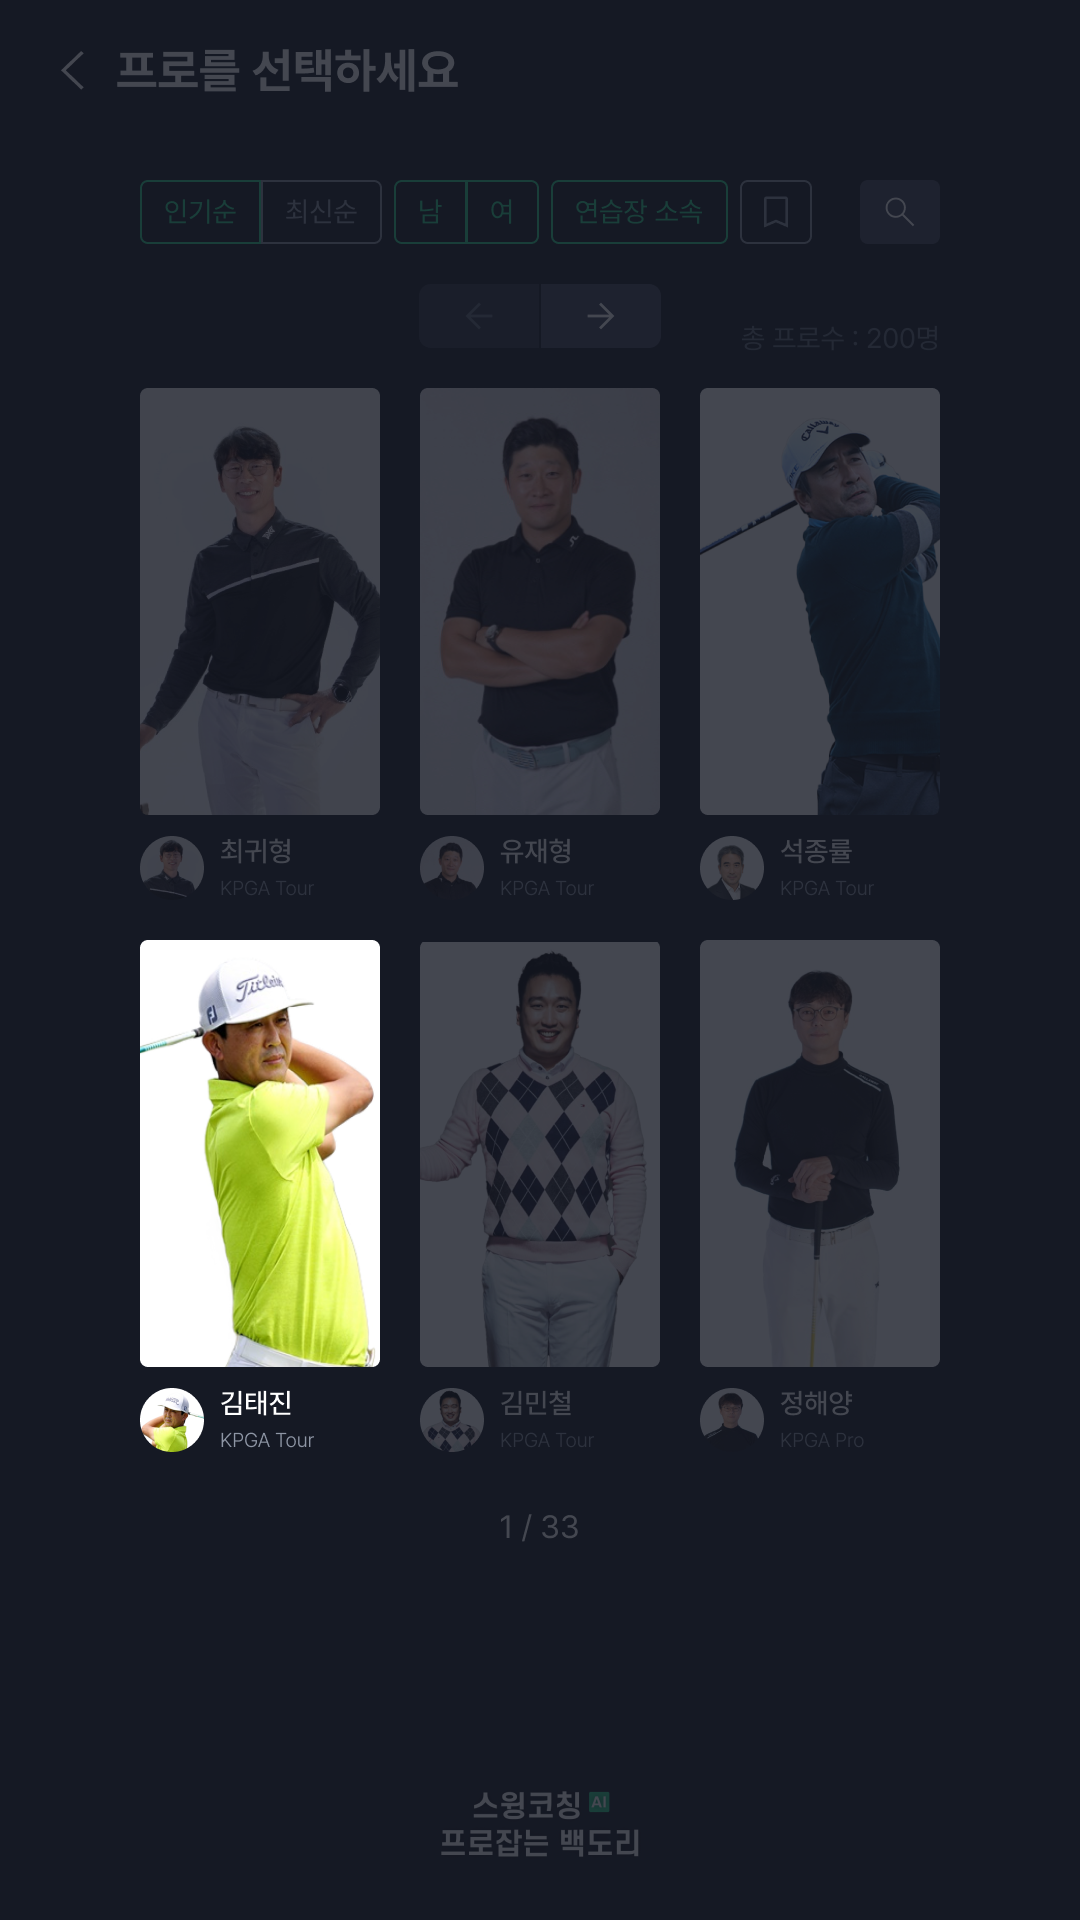 프로를 선택하세요
인기순 최신순 남 여 연습장 소속
총 프로수 : 200명
Callaway
최귀형 유재형 석종률
KPGA Tour KPGA Tour KPGA Tour
Titleist
FJ
김태진 김민철 정해양
KPGA Tour KPGA Tour KPGA Pro
1 / 33
스윙코칭 AI
프로잡는 백도리